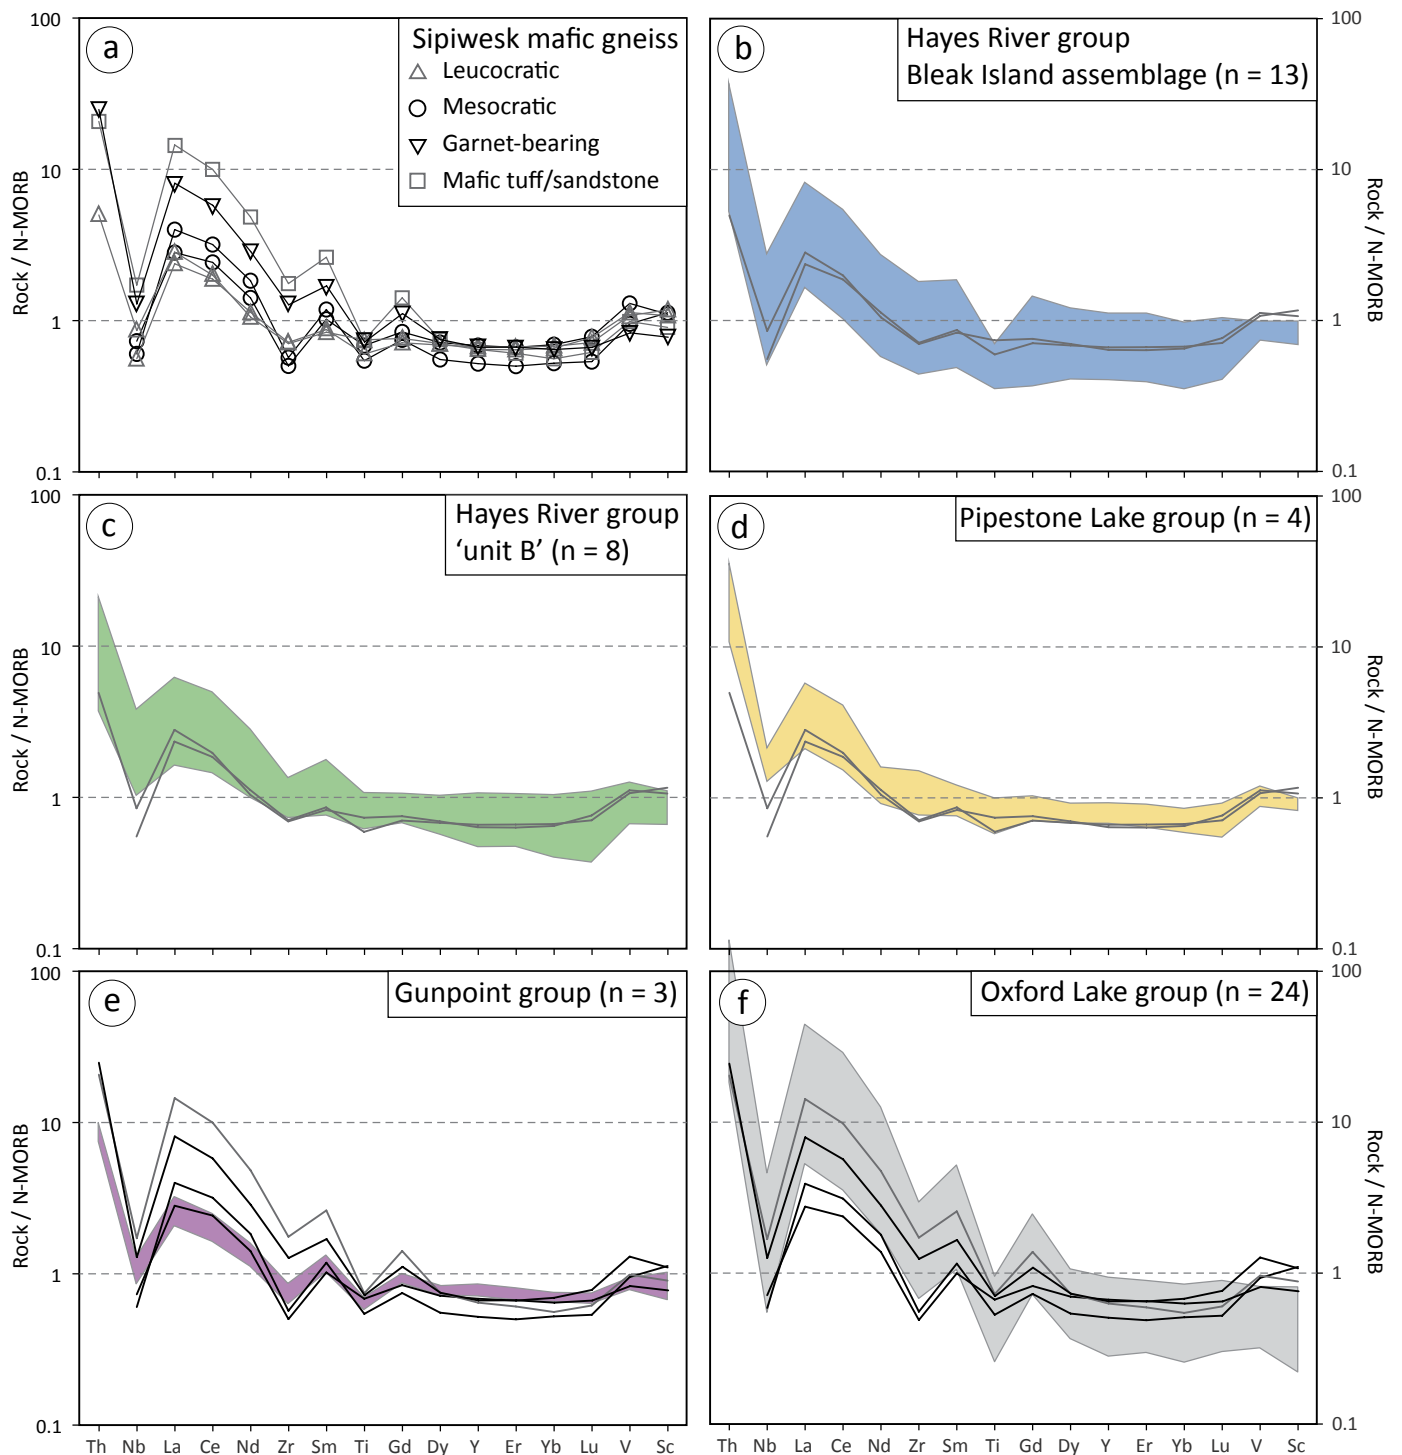 100
10
1
0.1
Rock / N-MORB
a
Sipiwesk mafic gneiss
Leucocratic
Mesocratic
Garnet-bearing
Mafic tuff/sandstone
b
Hayes River group
Bleak Island assemblage (n = 13)
100
10
1
0.1
Rock / N-MORB
100
10
1
0.1
Rock / N-MORB
c
Hayes River group
‘unit B’ (n = 8)
d
Pipestone Lake group (n = 4)
100
10
1
0.1
Rock / N-MORB
100
10
1
0.1
Rock / N-MORB
e
Gunpoint group (n = 3)
f
Oxford Lake group (n = 24)
100
10
1
0.1
Rock / N-MORB
Th Nb La Ce Nd Zr Sm Ti Gd Dy Y Er Yb Lu V Sc
Th Nb La Ce Nd Zr Sm Ti Gd Dy Y Er Yb Lu V Sc